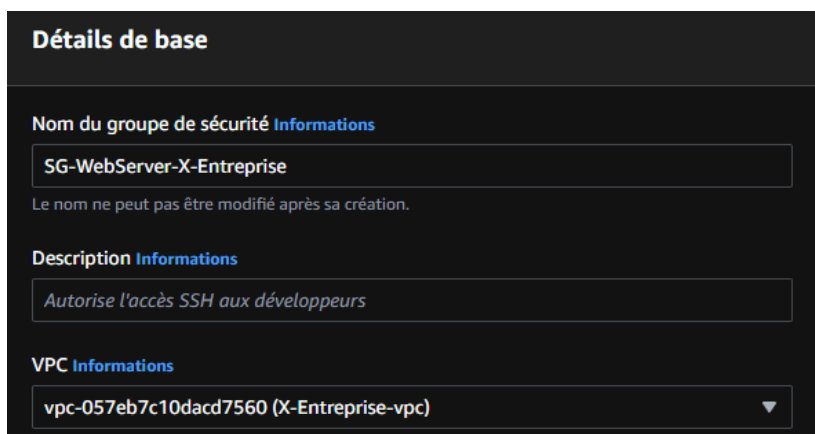 Détails de base
Nom du groupe de sécurité Informations
SG-WebServer-X-Entreprise
Le nom ne peut pas être modifié après sa création.
Description Informations
Autorise l'accès SSH aux développeurs
VPC Informations
vpc-057eb7c10dacd7560 (X-Entreprise-vpc)